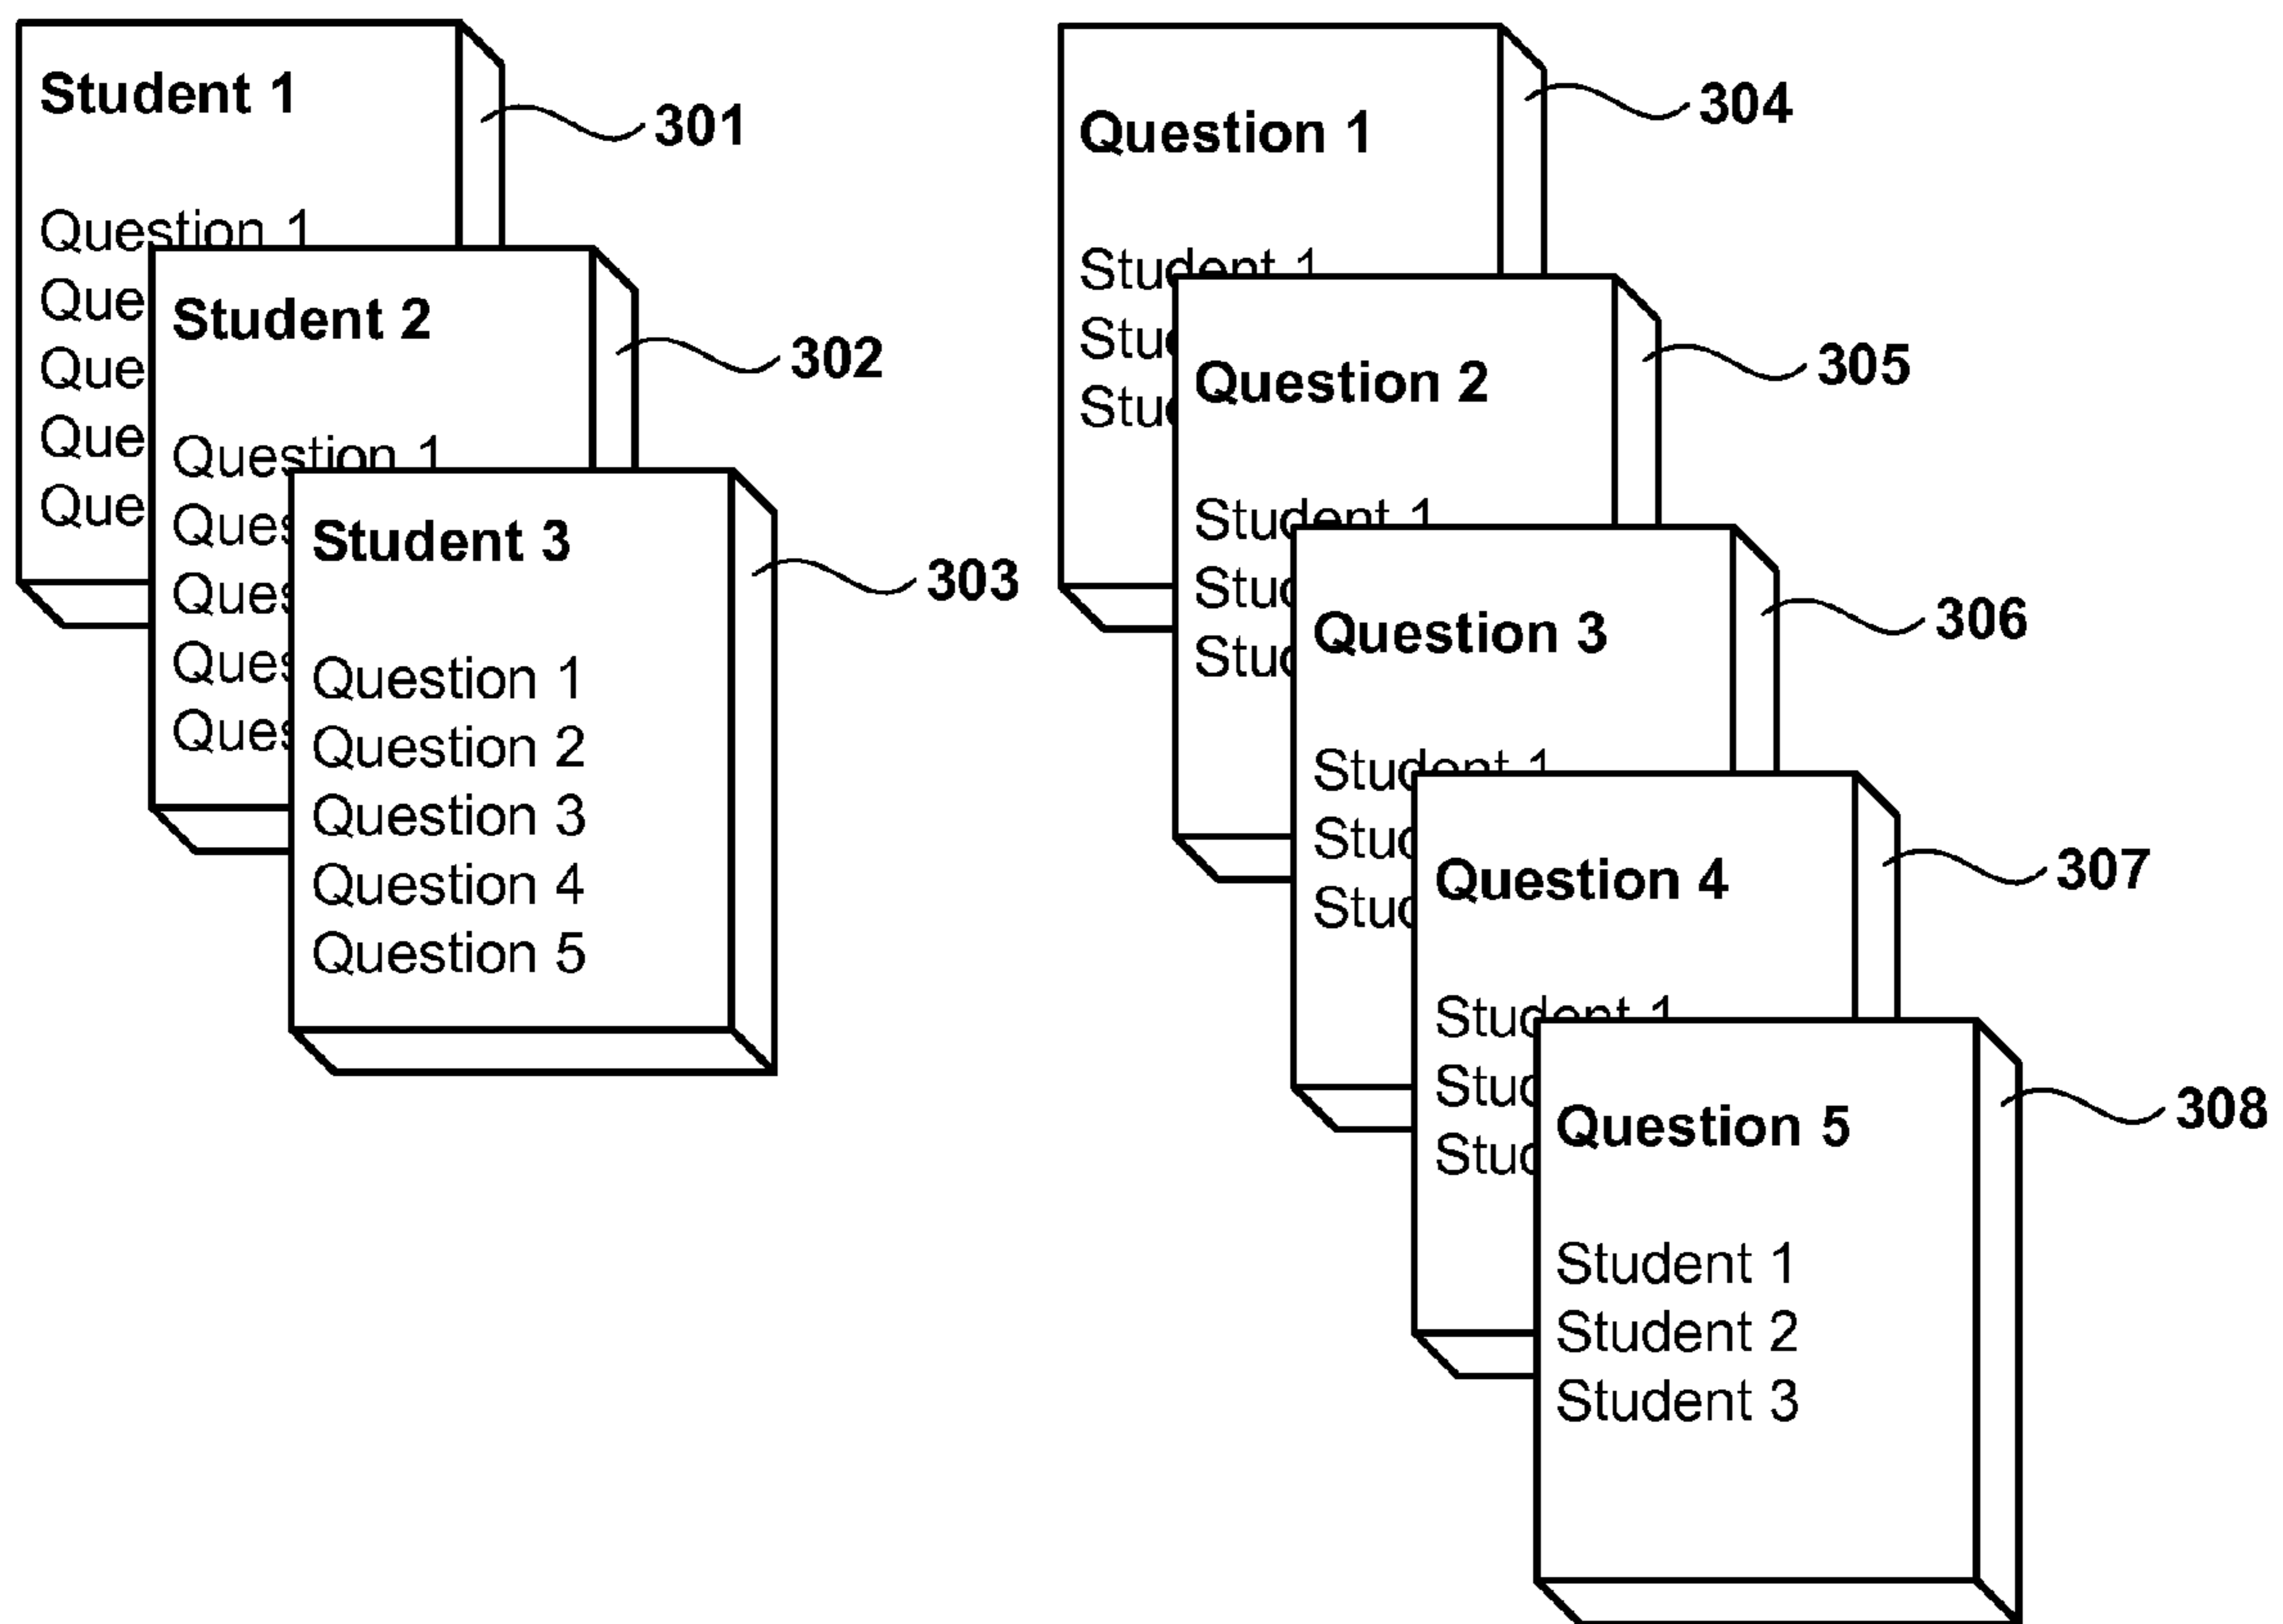 Student 1
301
Question 1
Que
Que
Que
Que
Student 2
302
Question 1
Ques
Ques
Ques
Ques
Student 3
303
Question 1
Question 2
Question 3
Question 4
Question 5
Question 1
304
Student 1
Stud
Stud
Question 2
305
Student 1
Stud
Stud
Question 3
306
Student 1
Stud
Stud
Question 4
307
Student 1
Stud
Stud
Question 5
308
Student 1
Student 2
Student 3